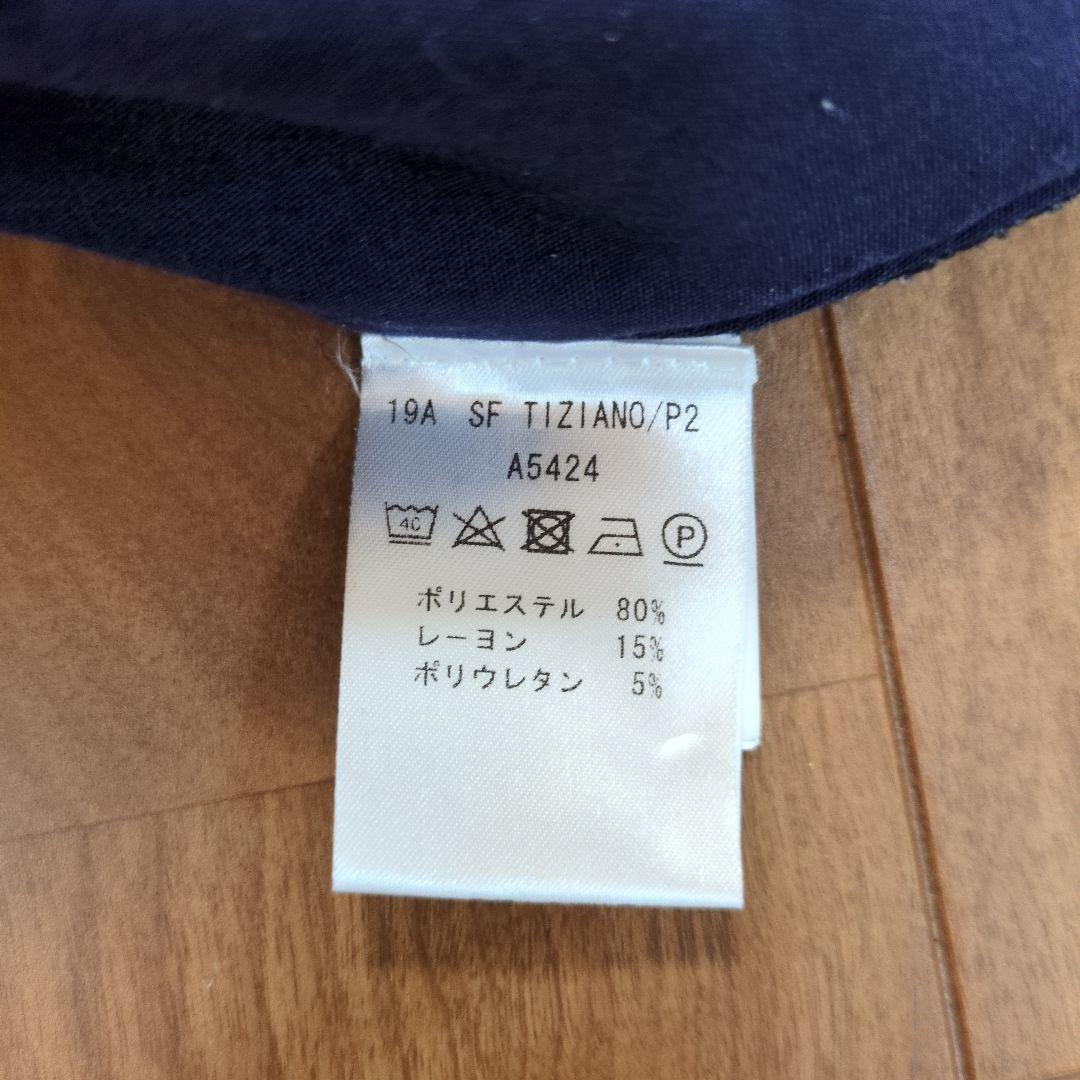 19A SF TIZIANO/P2
A5424
40 P
ポリエステル 80%
レーヨン 15%
ポリウレタン 5%